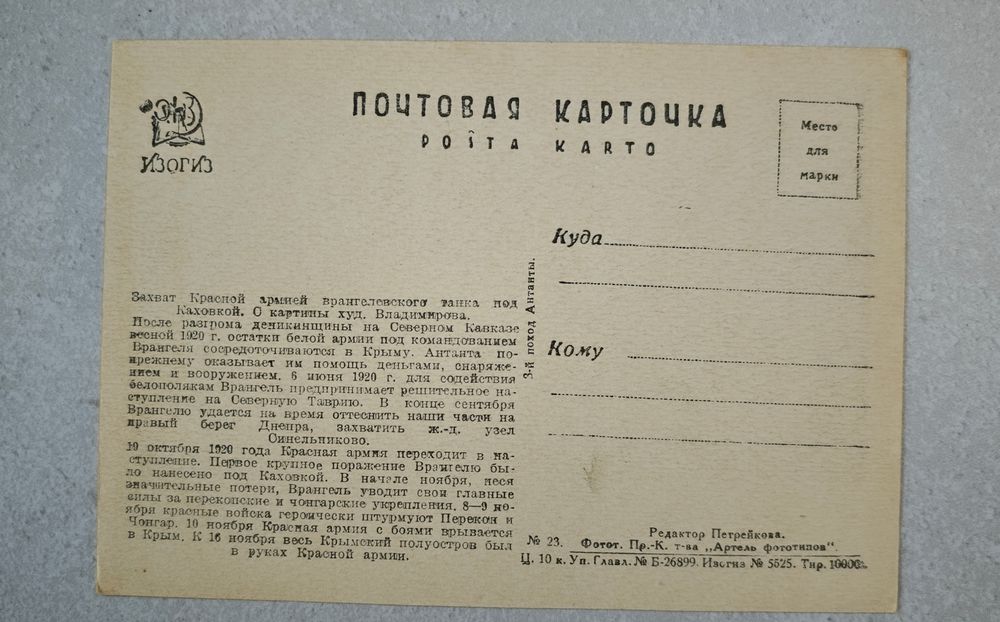 ИЗОГИЗ
ПОЧТОВАЯ КАРТОЧКА
POŜTA KARTO
Место
для
марки
Захват Красной армией врангелевского танка под
Каховкой. С картины худ. Владимирова.
После разгрома деникинщины на Северном Кавказе
весной 1920 г. остатки белой армии под командованием
Врангеля сосредоточиваются в Крыму. Антанта по-
прежнему оказывает им помощь деньгами, снаряже-
нием и вооружением. 6 июня 1920 г. для содействия
белополякам Врангель предпринимает решительное на-
ступление на Северную Таврию. В конце сентября
Врангелю удается на время оттеснить наши части на
правый берег Днепра, захватить ж.-д. узел
Синельниково.
19 октября 1920 года Красная армия переходит в на-
ступление. Первое крупное поражение Врангелю бы-
ло нанесено под Каховкой. В начале ноября, неся
значительные потери, Врангель уводит свои главные
силы за перекопские и чонгарские укрепления. 8—9 но-
ября красные войска героически штурмуют Перекоп и
Чонгар. 10 ноября Красная армия с боями врывается
в Крым. К 16 ноября весь Крымский полуостров был
в руках Красной армии.
3-й поход Антанты.
Куда
Кому
Редактор Петрейкова.
№ 23. Фотот. Пр.-К. т-ва „Артель фототипов".
Ц. 10 к. Уп. Главл. № Б-26899. Изогиз № 5525. Тир. 10000